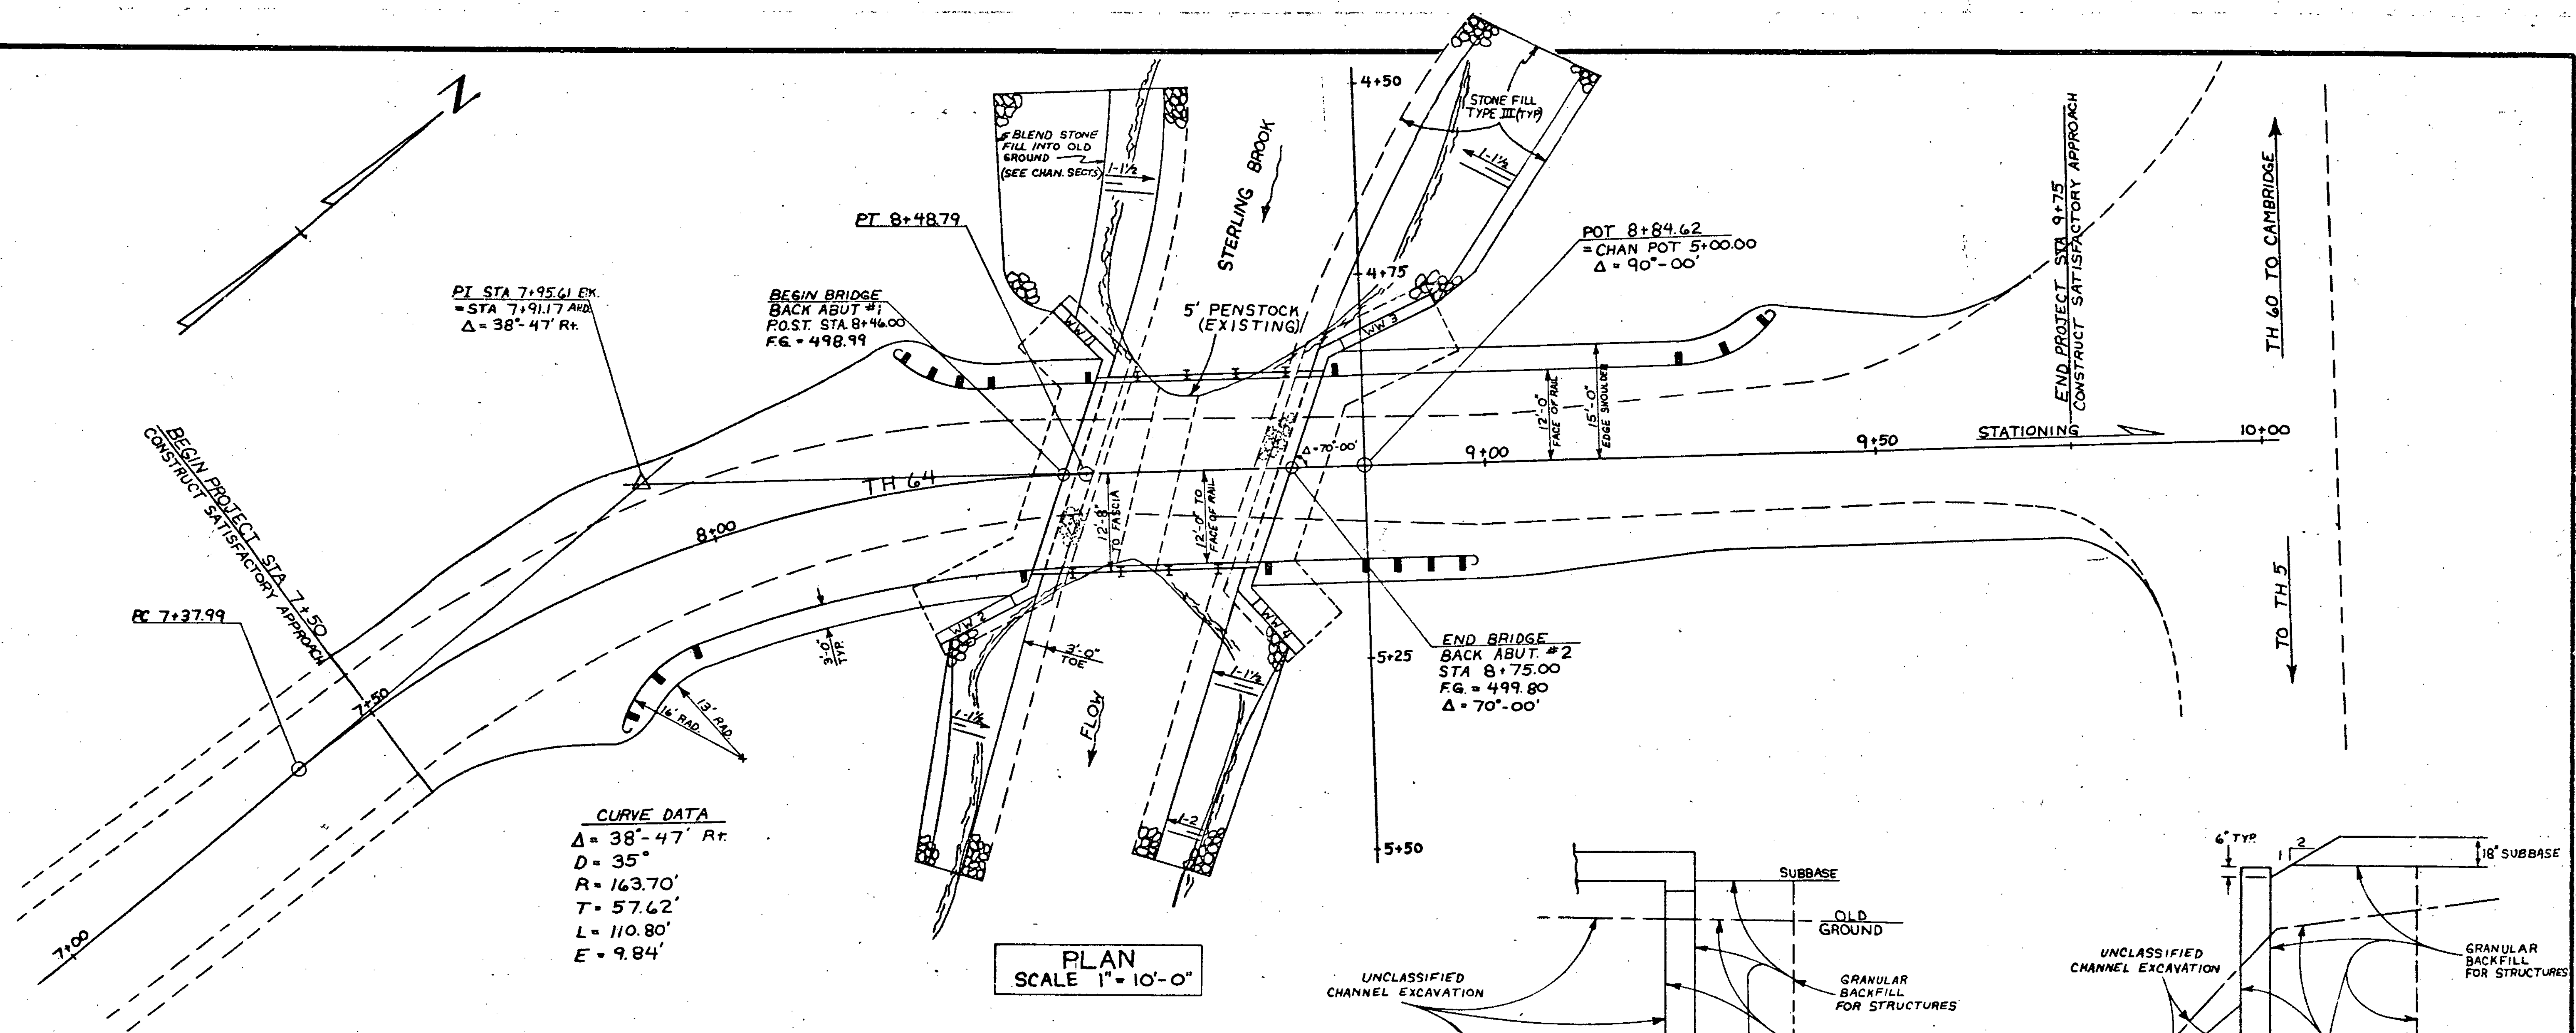 N
BLEND STONE
FILL INTO OLD
GROUND
(SEE CHAN. SECTS)
1-1½
STERLING BROOK
STONE FILL
TYPE III (TYP)
1-1½
4+50
4+75
PT 8+48.79
POT 8+84.62
= CHAN POT 5+00.00
Δ = 90°-00'
PI STA 7+95.61 BK.
= STA 7+91.17 AHD.
Δ = 38°-47' Rt.
BEGIN BRIDGE
BACK ABUT #1
P.O.S.T. STA. 8+46.00
F.G. = 498.99
5' PENSTOCK
(EXISTING)
WW 1
WW 3
END PROJECT STA 9+75
CONSTRUCT SATISFACTORY APPROACH
TH 60 TO CAMBRIDGE
TO TH 5
12'-0"
FACE OF RAIL
15'-0"
EDGE SHOULDER
STATIONING
9+00
9+50
10+00
Δ=70°-00'
TH 64
8+00
12'-8"
TO FASCIA
12'-0" TO
FACE OF RAIL
BEGIN PROJECT STA 7+50
CONSTRUCT SATISFACTORY APPROACH
PC 7+37.99
7+50
7+00
3'-0"
TYP.
16' RAD.
13' RAD.
WW 2
WW 4
3'-0"
TOE
FLOW
1-1½
1-1½
1-2
5+25
5+50
END BRIDGE
BACK ABUT. #2
STA 8+75.00
F.G. = 499.80
Δ = 70°-00'
CURVE DATA
Δ = 38°-47' Rt.
D = 35°
R = 163.70'
T = 57.62'
L = 110.80'
E = 9.84'
PLAN
SCALE 1" = 10'-0"
SUBBASE
OLD
GROUND
UNCLASSIFIED
CHANNEL EXCAVATION
GRANULAR
BACKFILL
FOR STRUCTURES
6" TYP.
1
2
18" SUBBASE
UNCLASSIFIED
CHANNEL EXCAVATION
GRANULAR
BACKFILL
FOR STRUCTURES